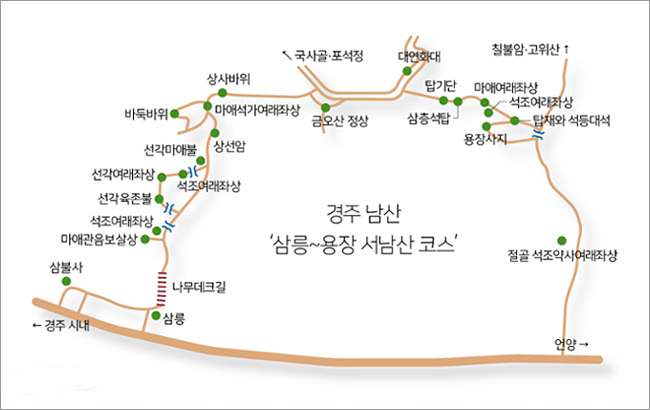 ↖ 국사골·포석정
대연화대
칠불암·고위산 ↑
상사바위
탑기단
마애여래좌상
석조여래좌상
바둑바위
마애석가여래좌상
금오산 정상
삼층석탑
탑재와 석등대석
용장사지
상선암
선각마애불
선각여래좌상
석조여래좌상
선각육존불
석조여래좌상
마애관음보살상
경주 남산
‘삼릉~용장 서남산 코스’
절골 석조약사여래좌상
삼불사
나무데크길
삼릉
← 경주 시내
언양 →